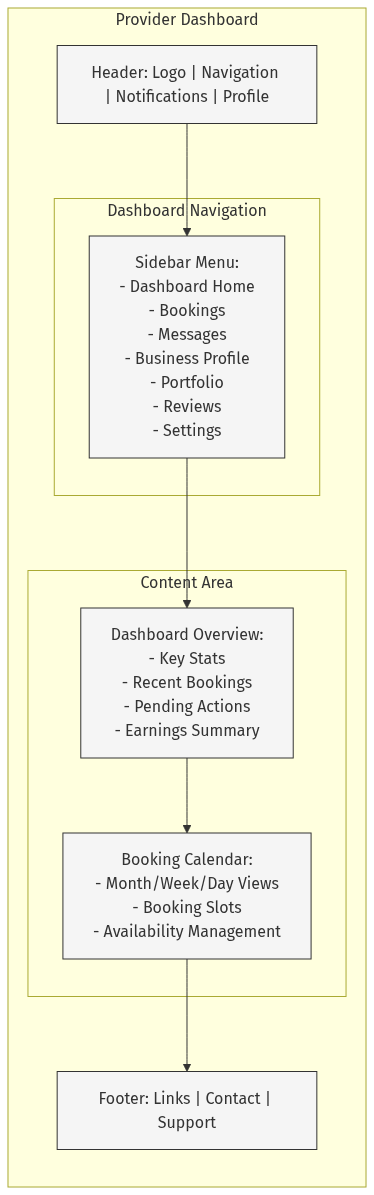 Provider Dashboard
Header: Logo | Navigation
| Notifications | Profile
Dashboard Navigation
Sidebar Menu:
- Dashboard Home
- Bookings
- Messages
- Business Profile
- Portfolio
- Reviews
- Settings
Content Area
Dashboard Overview:
- Key Stats
- Recent Bookings
- Pending Actions
- Earnings Summary
Booking Calendar:
- Month/Week/Day Views
- Booking Slots
- Availability Management
Footer: Links | Contact |
Support